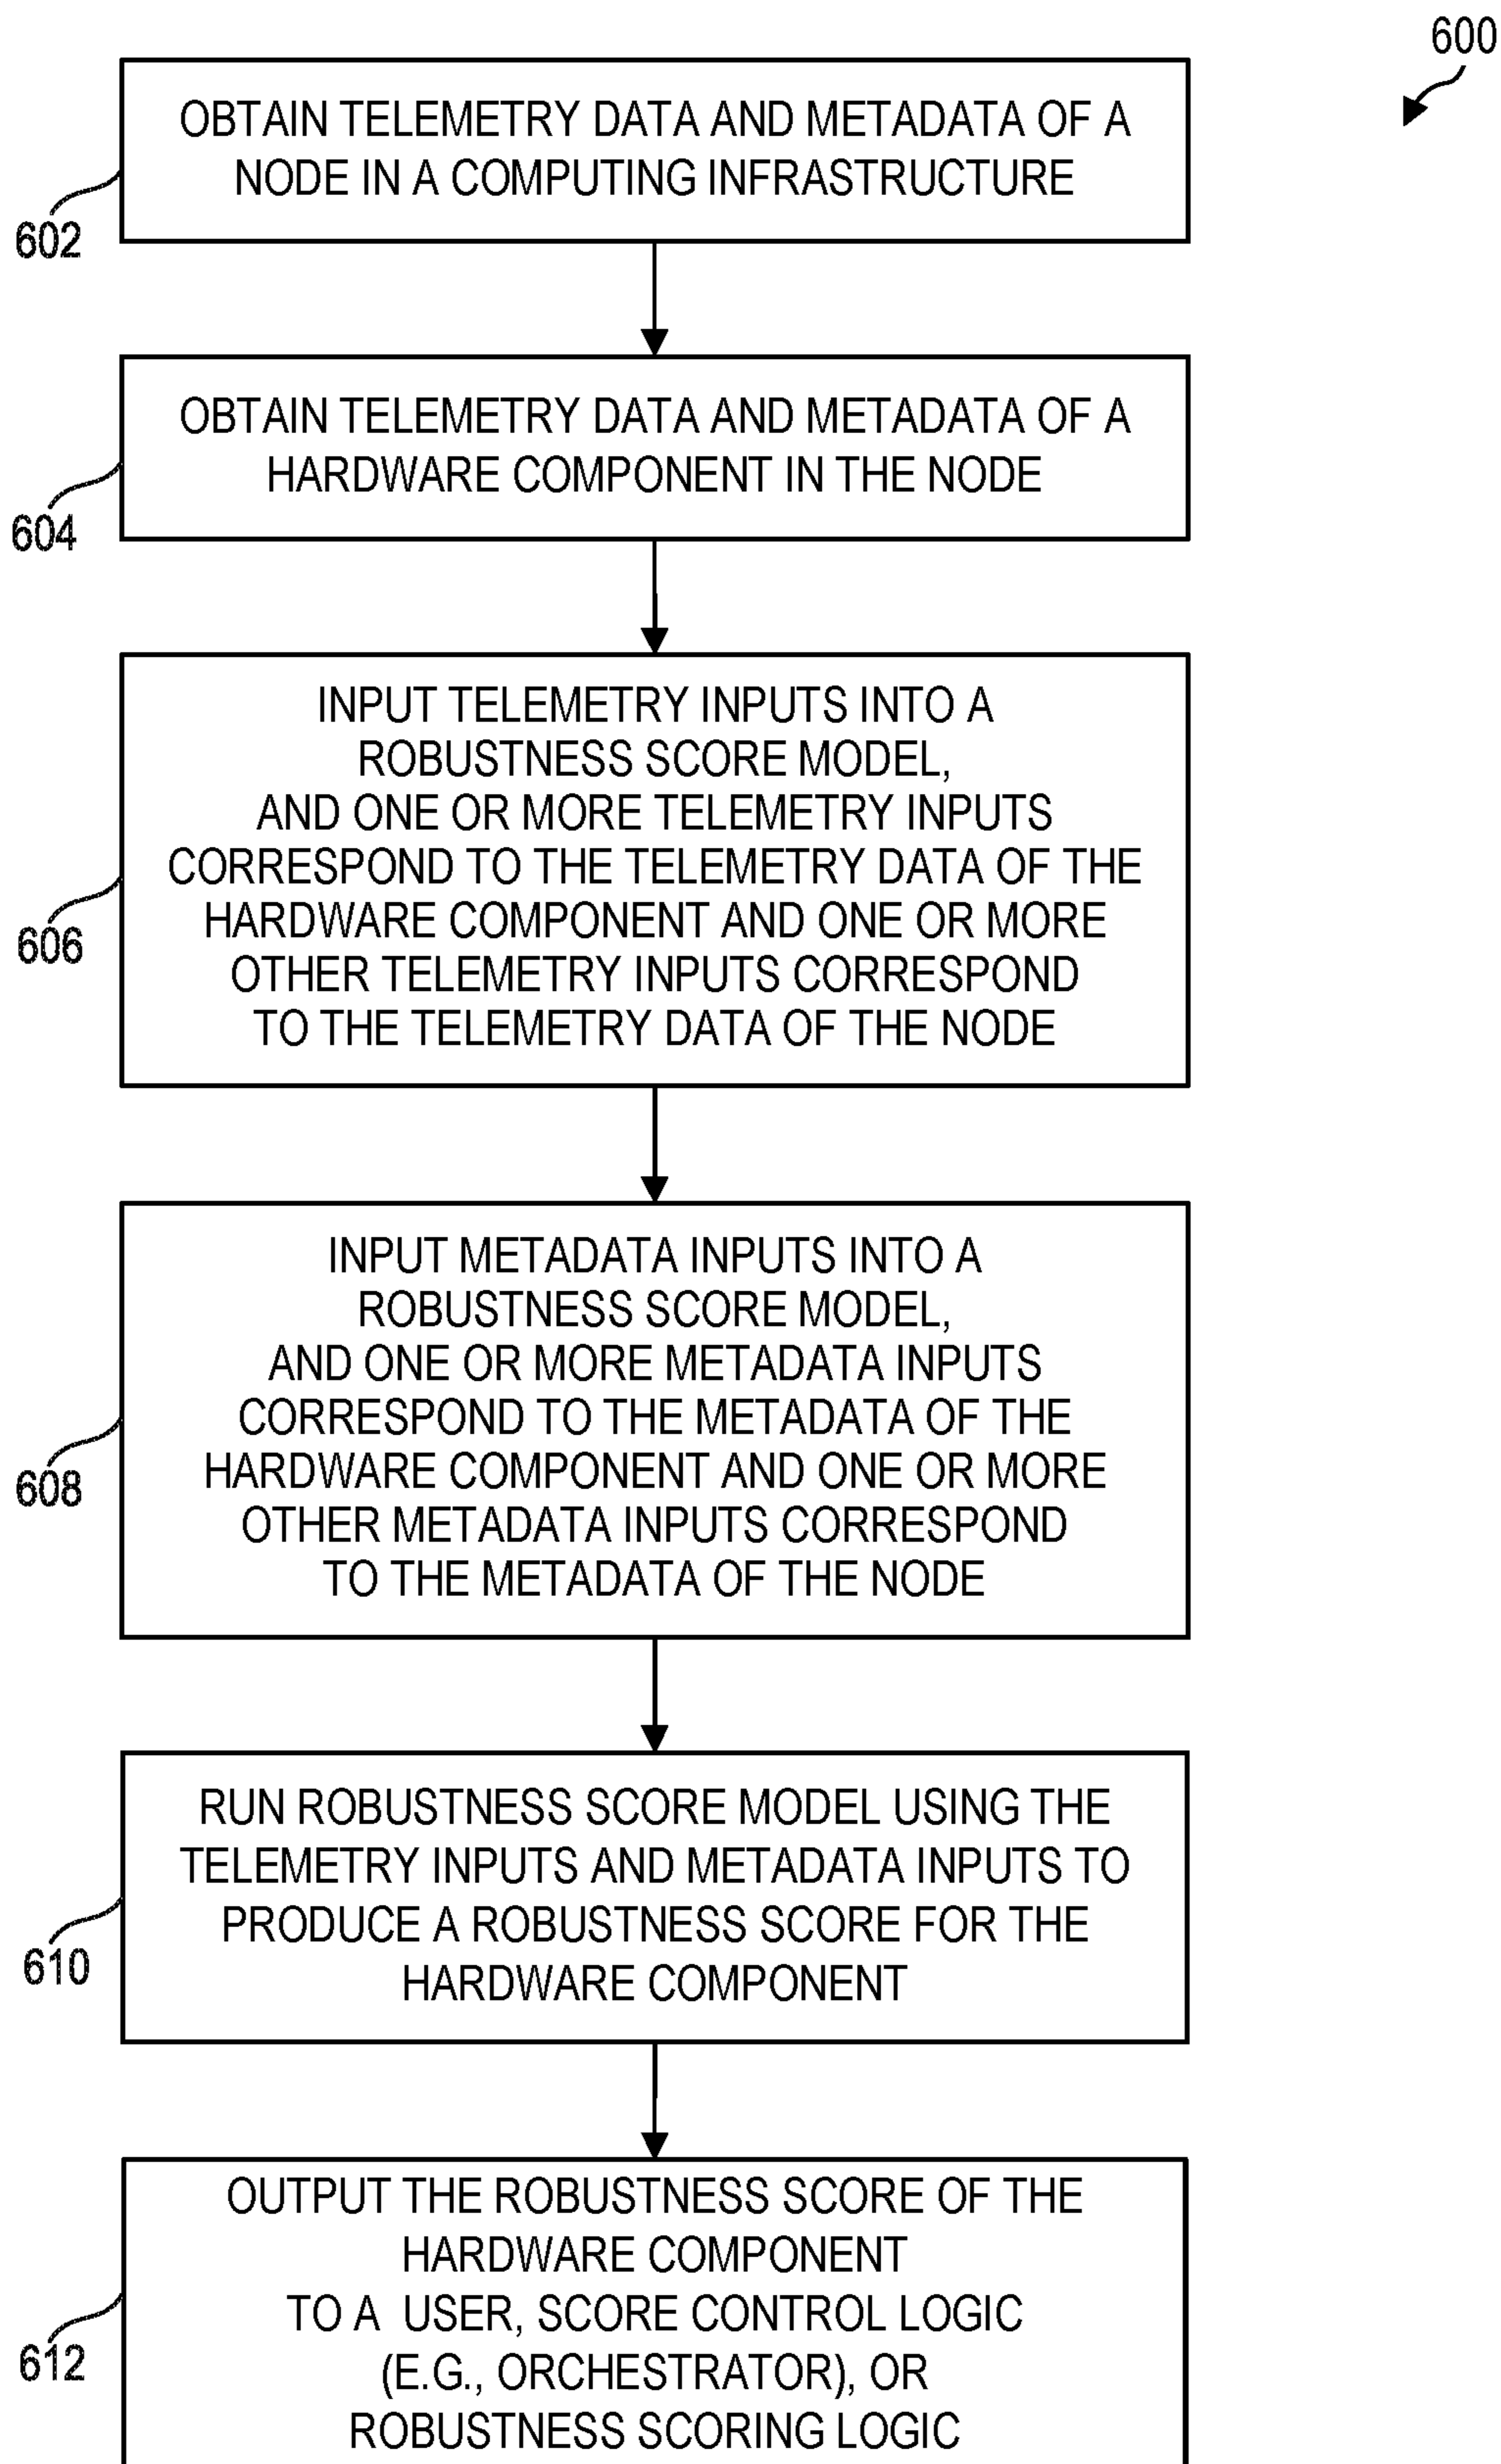 600
OBTAIN TELEMETRY DATA AND METADATA OF A
NODE IN A COMPUTING INFRASTRUCTURE
602
OBTAIN TELEMETRY DATA AND METADATA OF A
HARDWARE COMPONENT IN THE NODE
604
INPUT TELEMETRY INPUTS INTO A
ROBUSTNESS SCORE MODEL,
AND ONE OR MORE TELEMETRY INPUTS
CORRESPOND TO THE TELEMETRY DATA OF THE
HARDWARE COMPONENT AND ONE OR MORE
OTHER TELEMETRY INPUTS CORRESPOND
TO THE TELEMETRY DATA OF THE NODE
606
INPUT METADATA INPUTS INTO A
ROBUSTNESS SCORE MODEL,
AND ONE OR MORE METADATA INPUTS
CORRESPOND TO THE METADATA OF THE
HARDWARE COMPONENT AND ONE OR MORE
OTHER METADATA INPUTS CORRESPOND
TO THE METADATA OF THE NODE
608
RUN ROBUSTNESS SCORE MODEL USING THE
TELEMETRY INPUTS AND METADATA INPUTS TO
PRODUCE A ROBUSTNESS SCORE FOR THE
HARDWARE COMPONENT
610
OUTPUT THE ROBUSTNESS SCORE OF THE
HARDWARE COMPONENT
TO A USER, SCORE CONTROL LOGIC
(E.G., ORCHESTRATOR), OR
ROBUSTNESS SCORING LOGIC
612